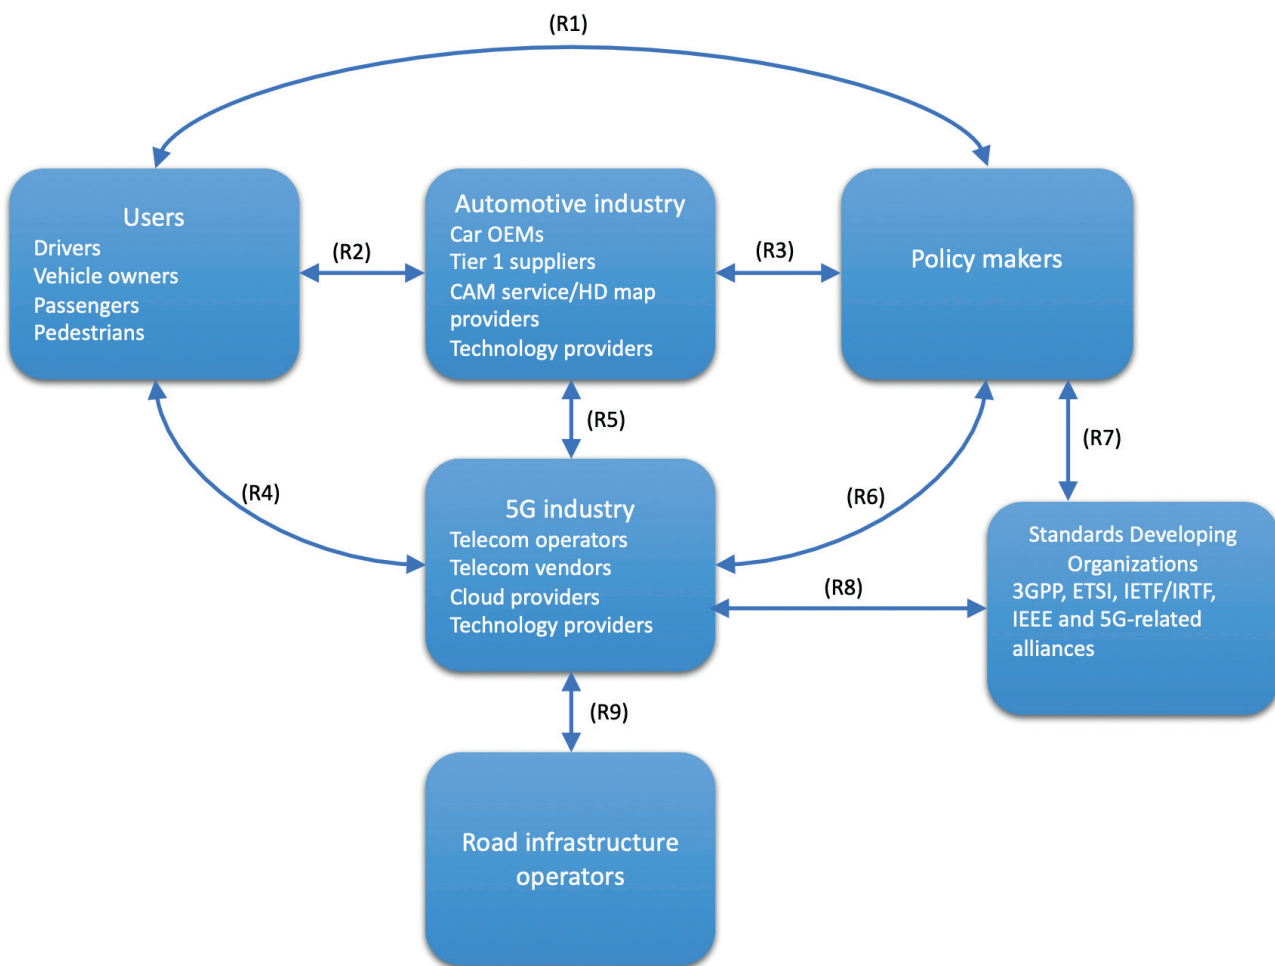 (R1)
Users
Drivers
Vehicle owners
Passengers
Pedestrians
(R2)
Automotive industry
Car OEMs
Tier 1 suppliers
CAM service/HD map
providers
Technology providers
(R3)
Policy makers
(R4)
(R5)
(R6)
(R7)
5G industry
Telecom operators
Telecom vendors
Cloud providers
Technology providers
(R8)
Standards Developing
Organizations
3GPP, ETSI, IETF/IRTF,
IEEE and 5G-related
alliances
(R9)
Road infrastructure
operators